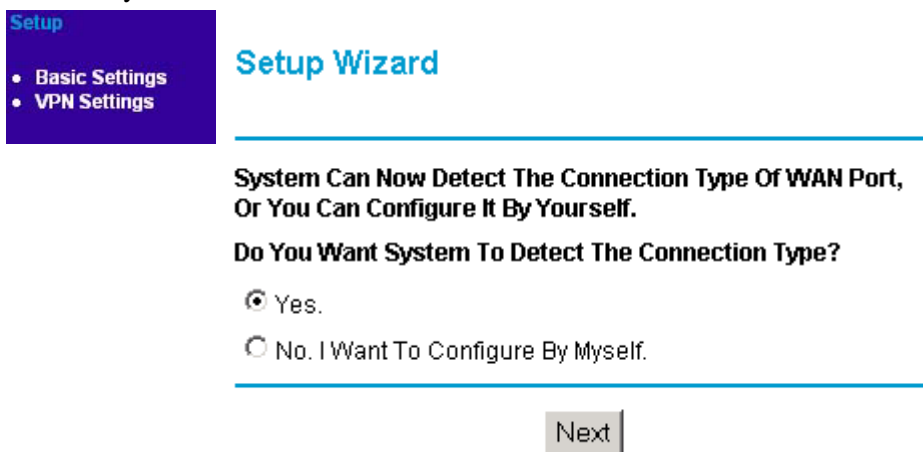 Setup
• Basic Settings
• VPN Settings
Setup Wizard
System Can Now Detect The Connection Type Of WAN Port,
Or You Can Configure It By Yourself.
Do You Want System To Detect The Connection Type?
Yes.
No. I Want To Configure By Myself.
Next